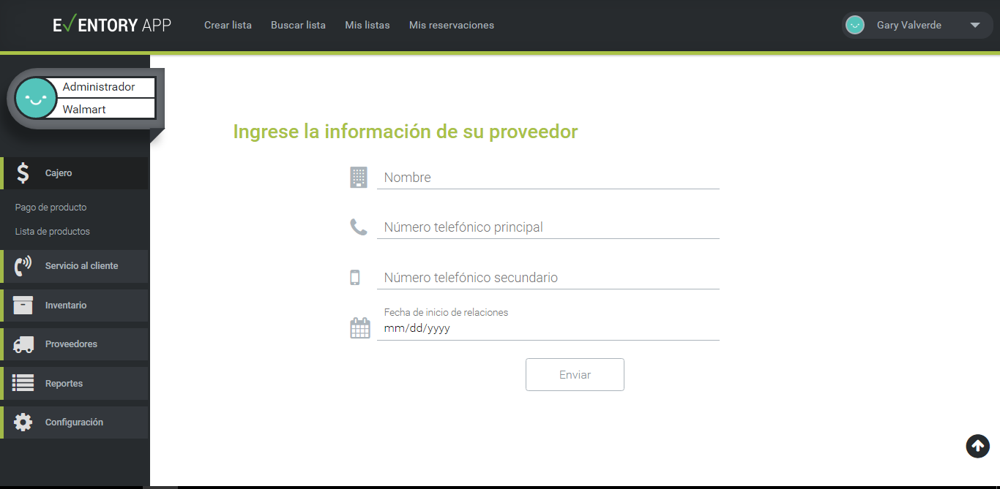 E✓ENTORY APP
Crear lista
Buscar lista
Mis listas
Mis reservaciones
Gary Valverde
Administrador
Walmart
Cajero
Pago de producto
Lista de productos
Servicio al cliente
Inventario
Proveedores
Reportes
Configuración
Ingrese la información de su proveedor
Nombre
Número telefónico principal
Número telefónico secundario
Fecha de inicio de relaciones
mm/dd/yyyy
Enviar